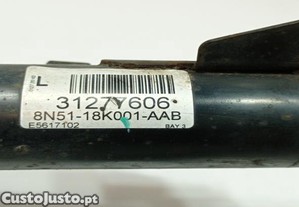 L
3127Y606
8N51-18K001-AAB
E5617102 BAY 3
CustoJusto.pt